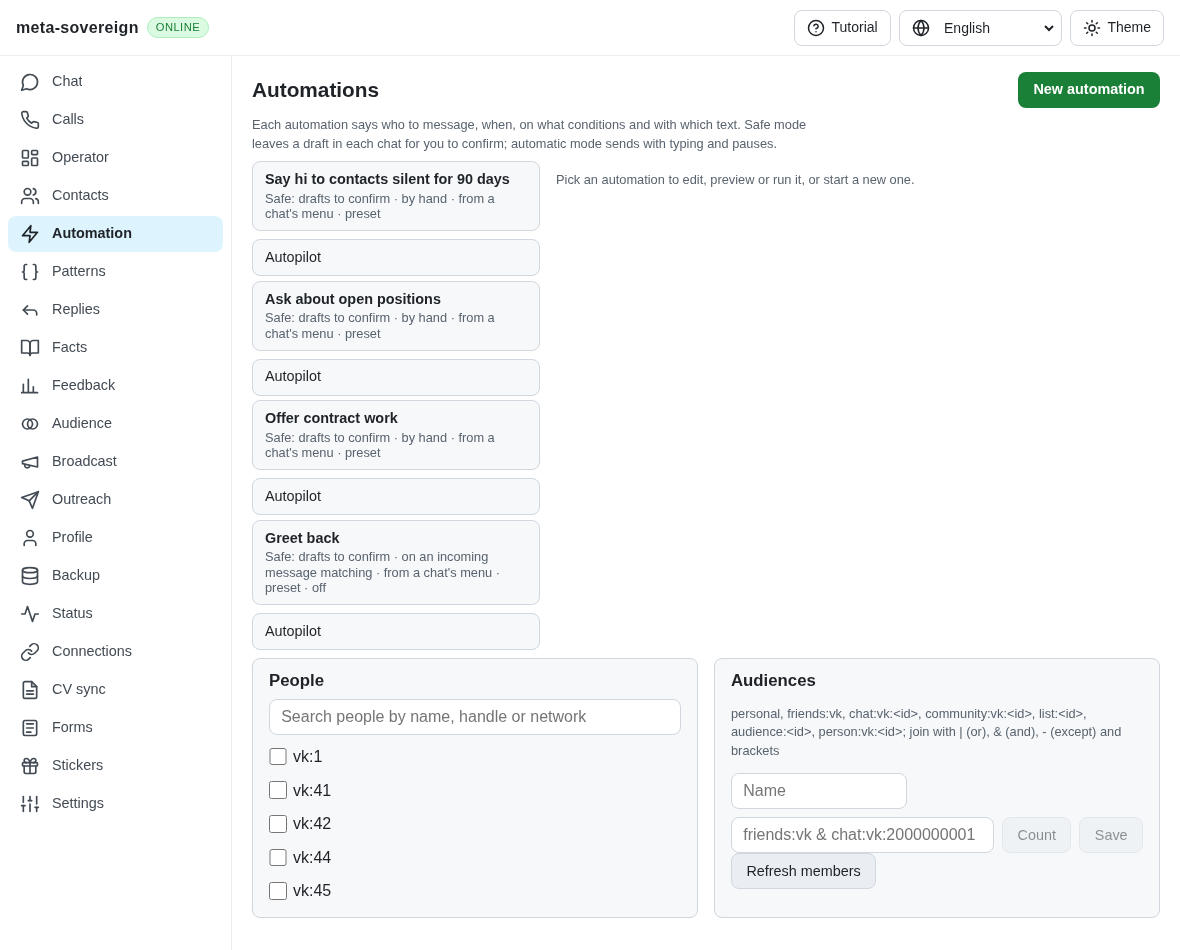 meta-sovereign
ONLINE
Tutorial
English
Theme
Chat
Calls
Operator
Contacts
Automation
Patterns
Replies
Facts
Feedback
Audience
Broadcast
Outreach
Profile
Backup
Status
Connections
CV sync
Forms
Stickers
Settings
Automations
New automation
Each automation says who to message, when, on what conditions and with which text. Safe mode
leaves a draft in each chat for you to confirm; automatic mode sends with typing and pauses.
Say hi to contacts silent for 90 days
Safe: drafts to confirm · by hand · from a
chat's menu · preset
Autopilot
Ask about open positions
Safe: drafts to confirm · by hand · from a
chat's menu · preset
Autopilot
Offer contract work
Safe: drafts to confirm · by hand · from a
chat's menu · preset
Autopilot
Greet back
Safe: drafts to confirm · on an incoming
message matching · from a chat's menu ·
preset · off
Autopilot
Pick an automation to edit, preview or run it, or start a new one.
People
Search people by name, handle or network
vk:1
vk:41
vk:42
vk:44
vk:45
Audiences
personal, friends:vk, chat:vk:<id>, community:vk:<id>, list:<id>,
audience:<id>, person:vk:<id>; join with | (or), & (and), - (except) and
brackets
Name
friends:vk & chat:vk:2000000001
Count
Save
Refresh members